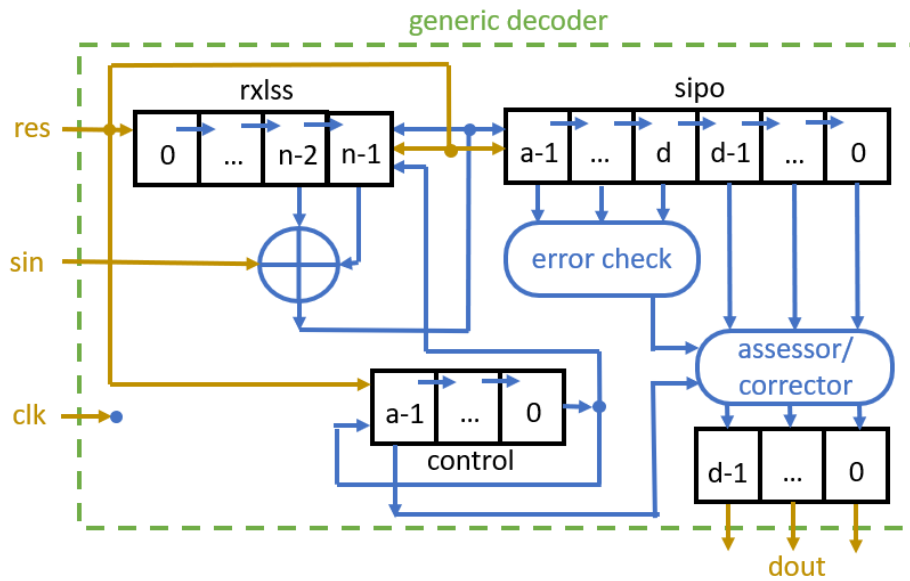 generic decoder
rxlss
sipo
res
0 ... n-2 n-1
a-1 ... d d-1 ... 0
sin
error check
assessor/
corrector
clk
a-1 ... 0
control
d-1 ... 0
dout